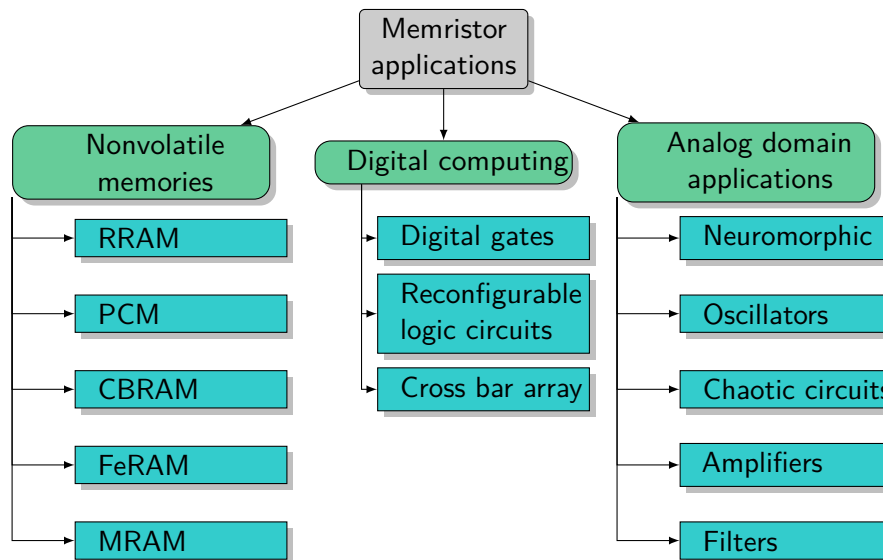 Memristor
applications
Nonvolatile
memories
RRAM
PCM
CBRAM
FeRAM
MRAM
Digital computing
Digital gates
Reconfigurable
logic circuits
Cross bar array
Analog domain
applications
Neuromorphic
Oscillators
Chaotic circuits
Amplifiers
Filters